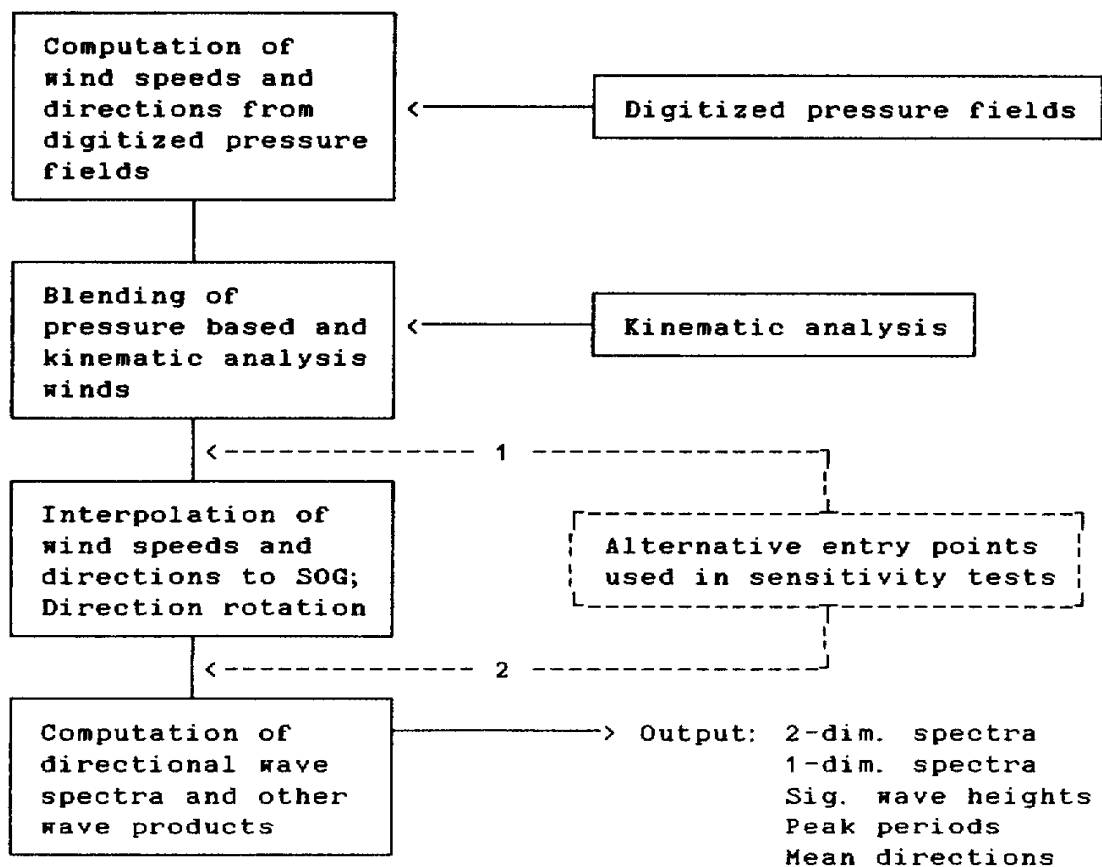 Computation of
wind speeds and
directions from
digitized pressure
fields
Digitized pressure fields
Blending of
pressure based and
kinematic analysis
winds
Kinematic analysis
1
Interpolation of
wind speeds and
directions to SOG;
Direction rotation
Alternative entry points
used in sensitivity tests
2
Computation of
directional wave
spectra and other
wave products
Output: 2-dim. spectra
1-dim. spectra
Sig. wave heights
Peak periods
Mean directions